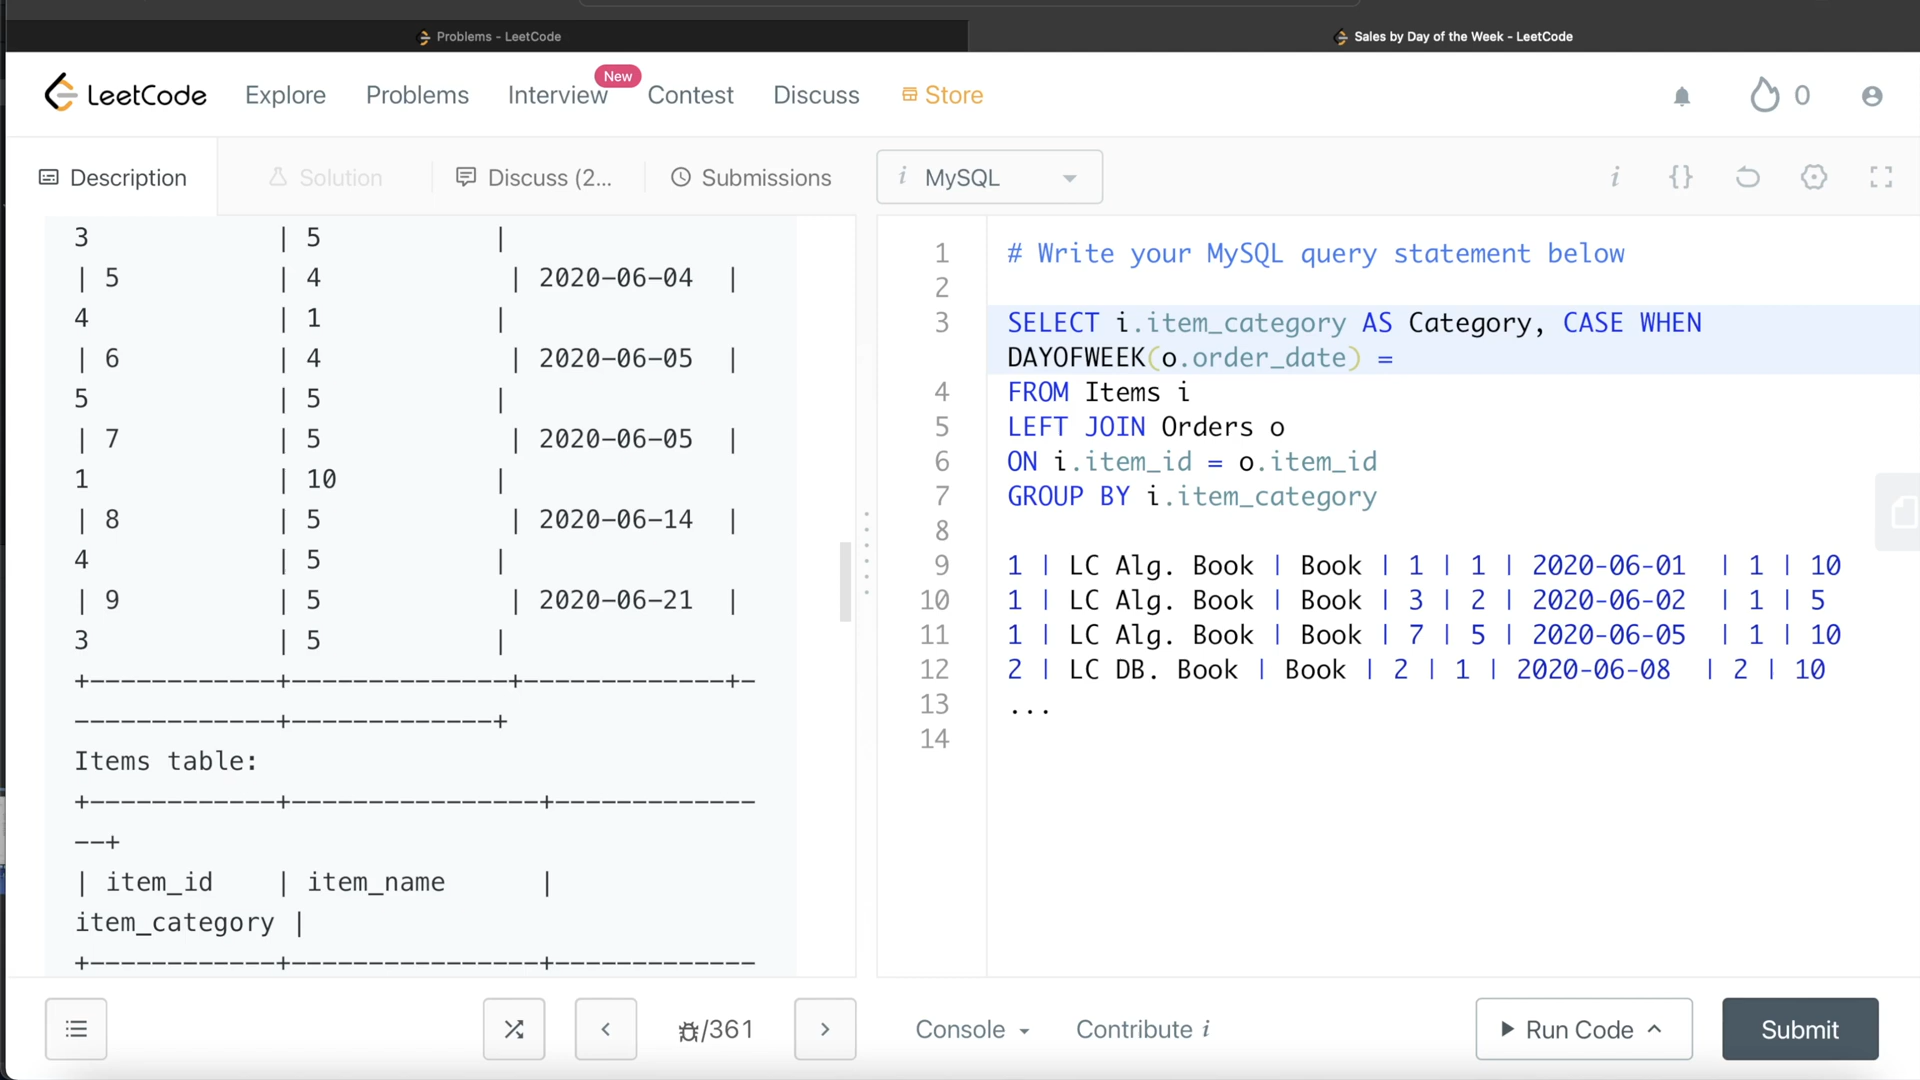 Problems - LeetCode
Sales by Day of the Week - LeetCode
LeetCode
Explore
Problems
Interview
New
Contest
Discuss
Store
0
Description
Solution
Discuss (2...
Submissions
i MySQL
i
{}
3 | 5 |
| 5 | 4 | 2020-06-04 |
4 | 1 |
| 6 | 4 | 2020-06-05 |
5 | 5 |
| 7 | 5 | 2020-06-05 |
1 | 10 |
| 8 | 5 | 2020-06-14 |
4 | 5 |
| 9 | 5 | 2020-06-21 |
3 | 5 |
+------------+--------------+-------------+-
-------------+-------------+
Items table:
+------------+----------------+-------------
--+
| item_id | item_name |
item_category |
+------------+----------------+-------------
1 # Write your MySQL query statement below
2
3 SELECT i.item_category AS Category, CASE WHEN
DAYOFWEEK(o.order_date) =
4 FROM Items i
5 LEFT JOIN Orders o
6 ON i.item_id = o.item_id
7 GROUP BY i.item_category
8
9 1 | LC Alg. Book | Book | 1 | 1 | 2020-06-01 | 1 | 10
10 1 | LC Alg. Book | Book | 3 | 2 | 2020-06-02 | 1 | 5
11 1 | LC Alg. Book | Book | 7 | 5 | 2020-06-05 | 1 | 10
12 2 | LC DB. Book | Book | 2 | 1 | 2020-06-08 | 2 | 10
13 ...
14
/361
Console
Contribute i
Run Code
Submit